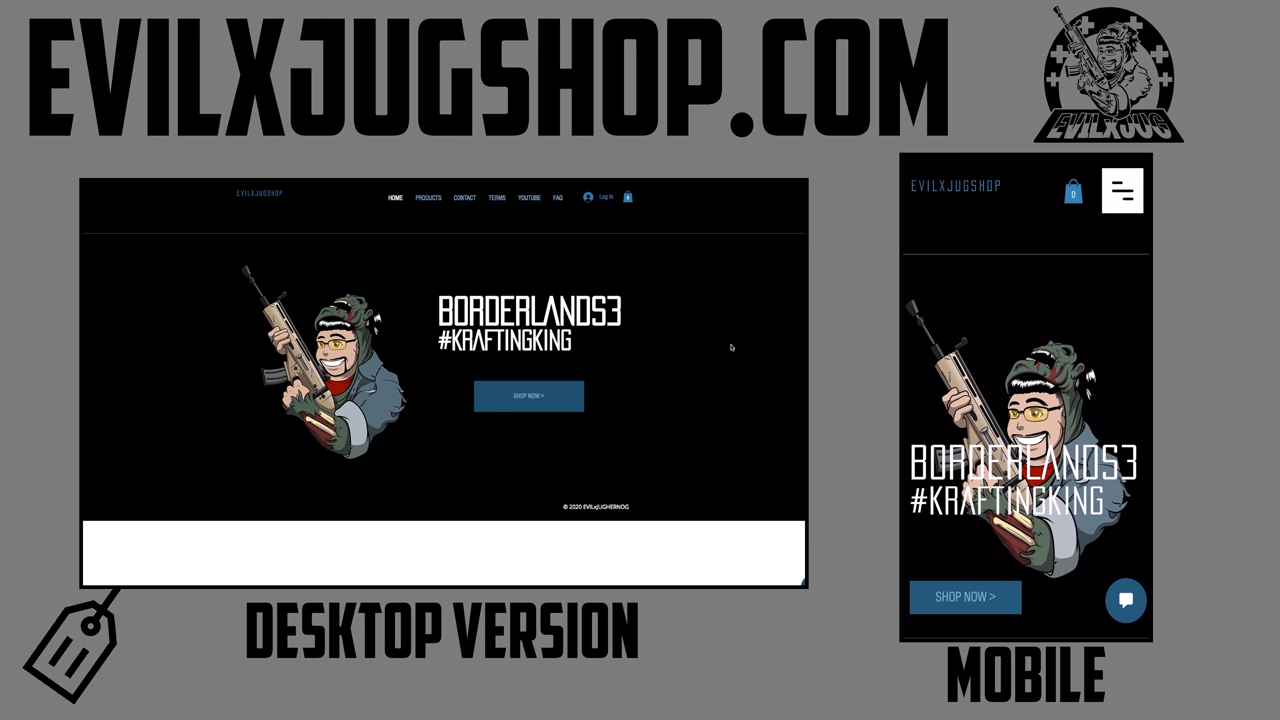 EVILXJUGSHOP.COM
EVILXJUG
EVILXJUGSHOP
HOME PRODUCTS CONTACT TERMS YOUTUBE FAQ Log In
BORDERLANDS3
#KRAFTINGKING
SHOP NOW >
© 2020 EVILxJUGHERNOG
DESKTOP VERSION
EVILXJUGSHOP
0
BORDERLANDS3
#KRAFTINGKING
SHOP NOW >
MOBILE